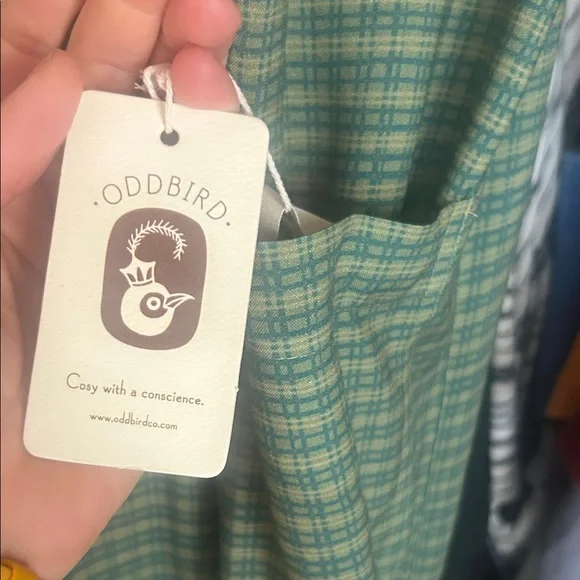 ·ODDBIRD·
Cosy with a conscience.
www.oddbirdco.com